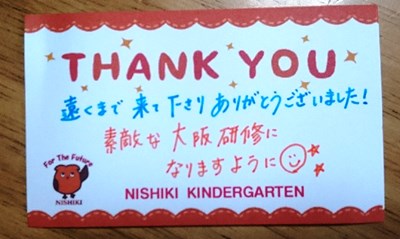 THANK YOU
遠くまで 来て下さり ありがとうございました!
素敵な 大阪研修に
なりますように
For The Future
NISHIKI
NISHIKI KINDERGARTEN